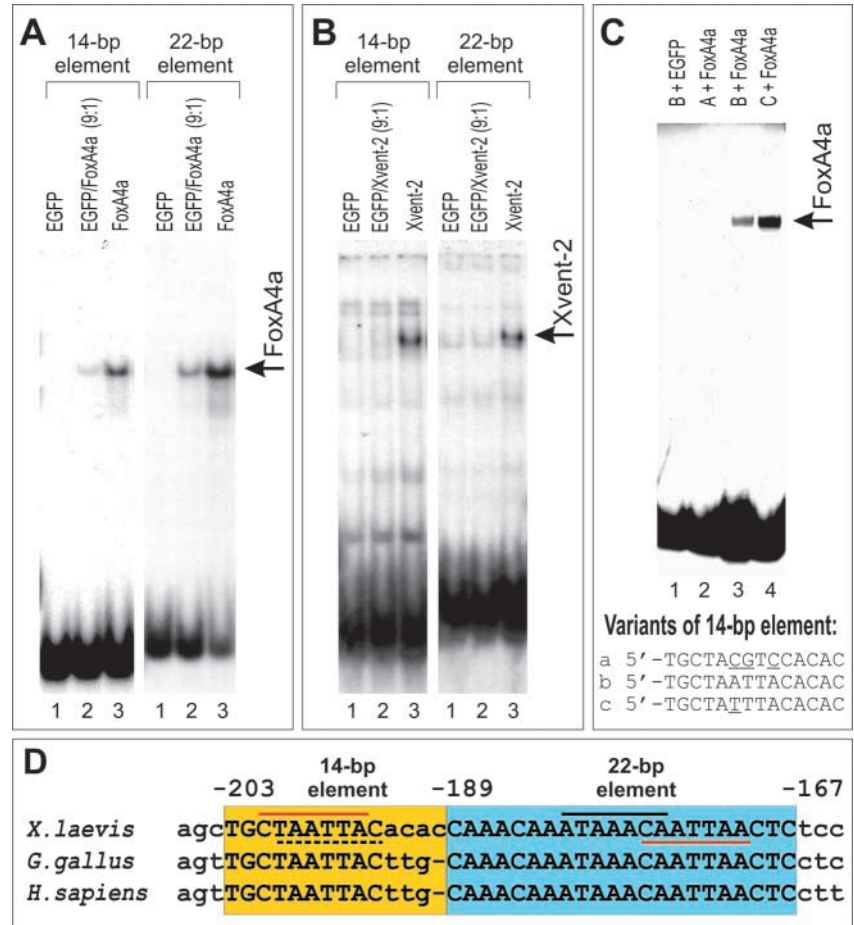 A
14-bp element
22-bp element
EGFP
EGFP/FoxA4a (9:1)
FoxA4a
EGFP
EGFP/FoxA4a (9:1)
FoxA4a
FoxA4a
1 2 3 1 2 3
B
14-bp element
22-bp element
EGFP
EGFP/Xvent-2 (9:1)
Xvent-2
EGFP
EGFP/Xvent-2 (9:1)
Xvent-2
Xvent-2
1 2 3 1 2 3
C
B + EGFP
A + FoxA4a
B + FoxA4a
C + FoxA4a
FoxA4a
1 2 3 4
Variants of 14-bp element:
a 5'-TGCTACGTCCACAC
b 5'-TGCTAATTACACAC
c 5'-TGCTATTTACACAC
D
14-bp element
22-bp element
-203 -189 -167
X.laevis agcTGCTAATTACacacCAAACAAATAAACAATTAACTCtcc
G.gallus agtTGCTAATTACttg-CAAACAAATAAACAATTAACTCctc
H.sapiens agtTGCTAATTACttg-CAAACAAATAAACAATTAACTCctt